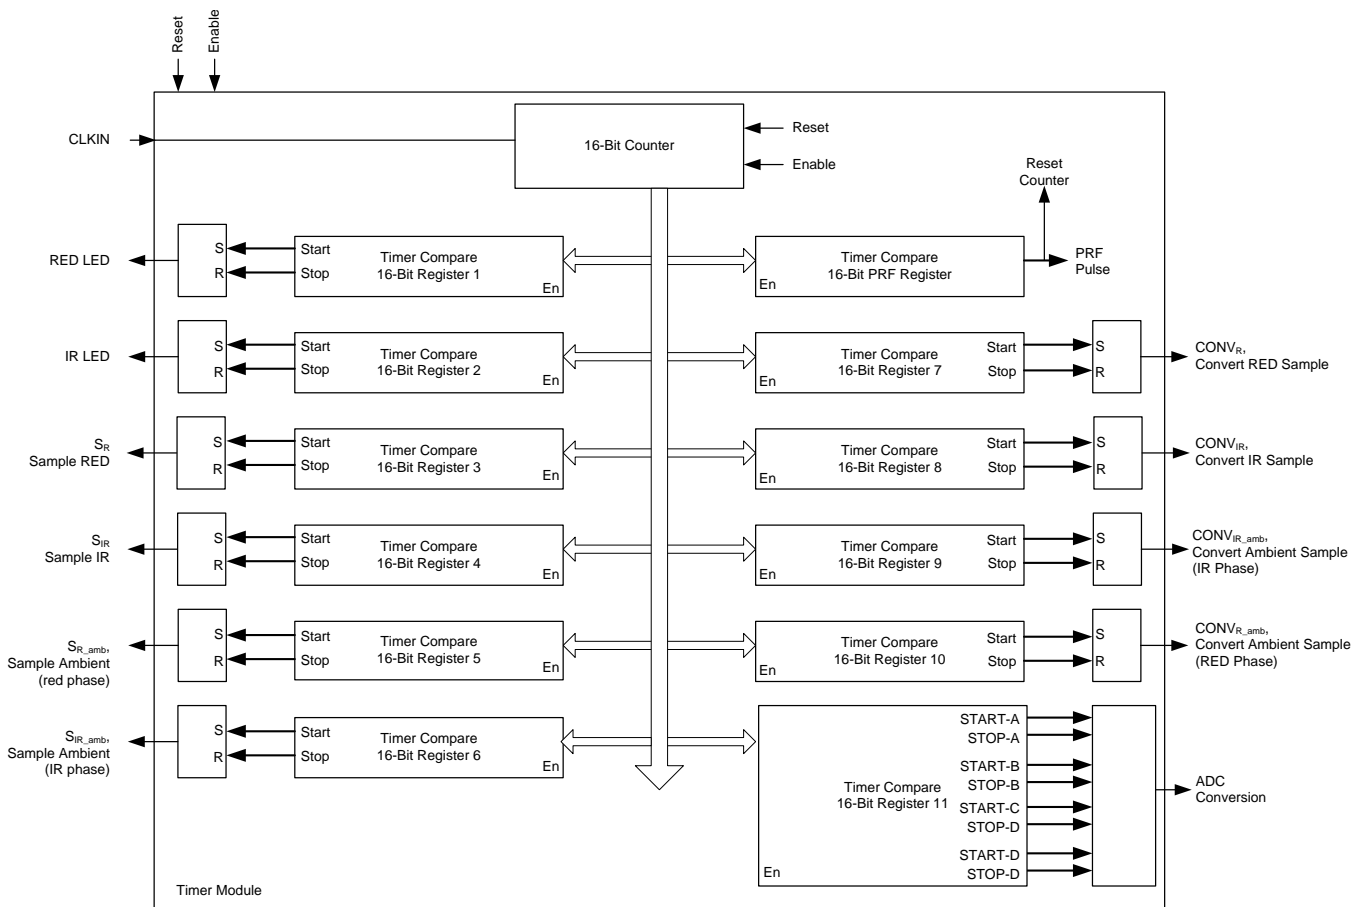 Reset
Enable
CLKIN
16-Bit Counter
Reset
Enable
Reset
Counter
RED LED
S
R
Start
Stop
Timer Compare
16-Bit Register 1
En
Timer Compare
16-Bit PRF Register
En
PRF
Pulse
IR LED
S
R
Start
Stop
Timer Compare
16-Bit Register 2
En
Timer Compare
16-Bit Register 7
En
Start
Stop
S
R
CONVR,
Convert RED Sample
SR
Sample RED
S
R
Start
Stop
Timer Compare
16-Bit Register 3
En
Timer Compare
16-Bit Register 8
En
Start
Stop
S
R
CONVIR,
Convert IR Sample
SIR
Sample IR
S
R
Start
Stop
Timer Compare
16-Bit Register 4
En
Timer Compare
16-Bit Register 9
En
Start
Stop
S
R
CONVIR_amb,
Convert Ambient Sample
(IR Phase)
SR_amb,
Sample Ambient
(red phase)
S
R
Start
Stop
Timer Compare
16-Bit Register 5
En
Timer Compare
16-Bit Register 10
En
Start
Stop
S
R
CONVR_amb,
Convert Ambient Sample
(RED Phase)
SIR_amb,
Sample Ambient
(IR phase)
S
R
Start
Stop
Timer Compare
16-Bit Register 6
En
Timer Compare
16-Bit Register 11
En
START-A
STOP-A
START-B
STOP-B
START-C
STOP-D
START-D
STOP-D
ADC
Conversion
Timer Module